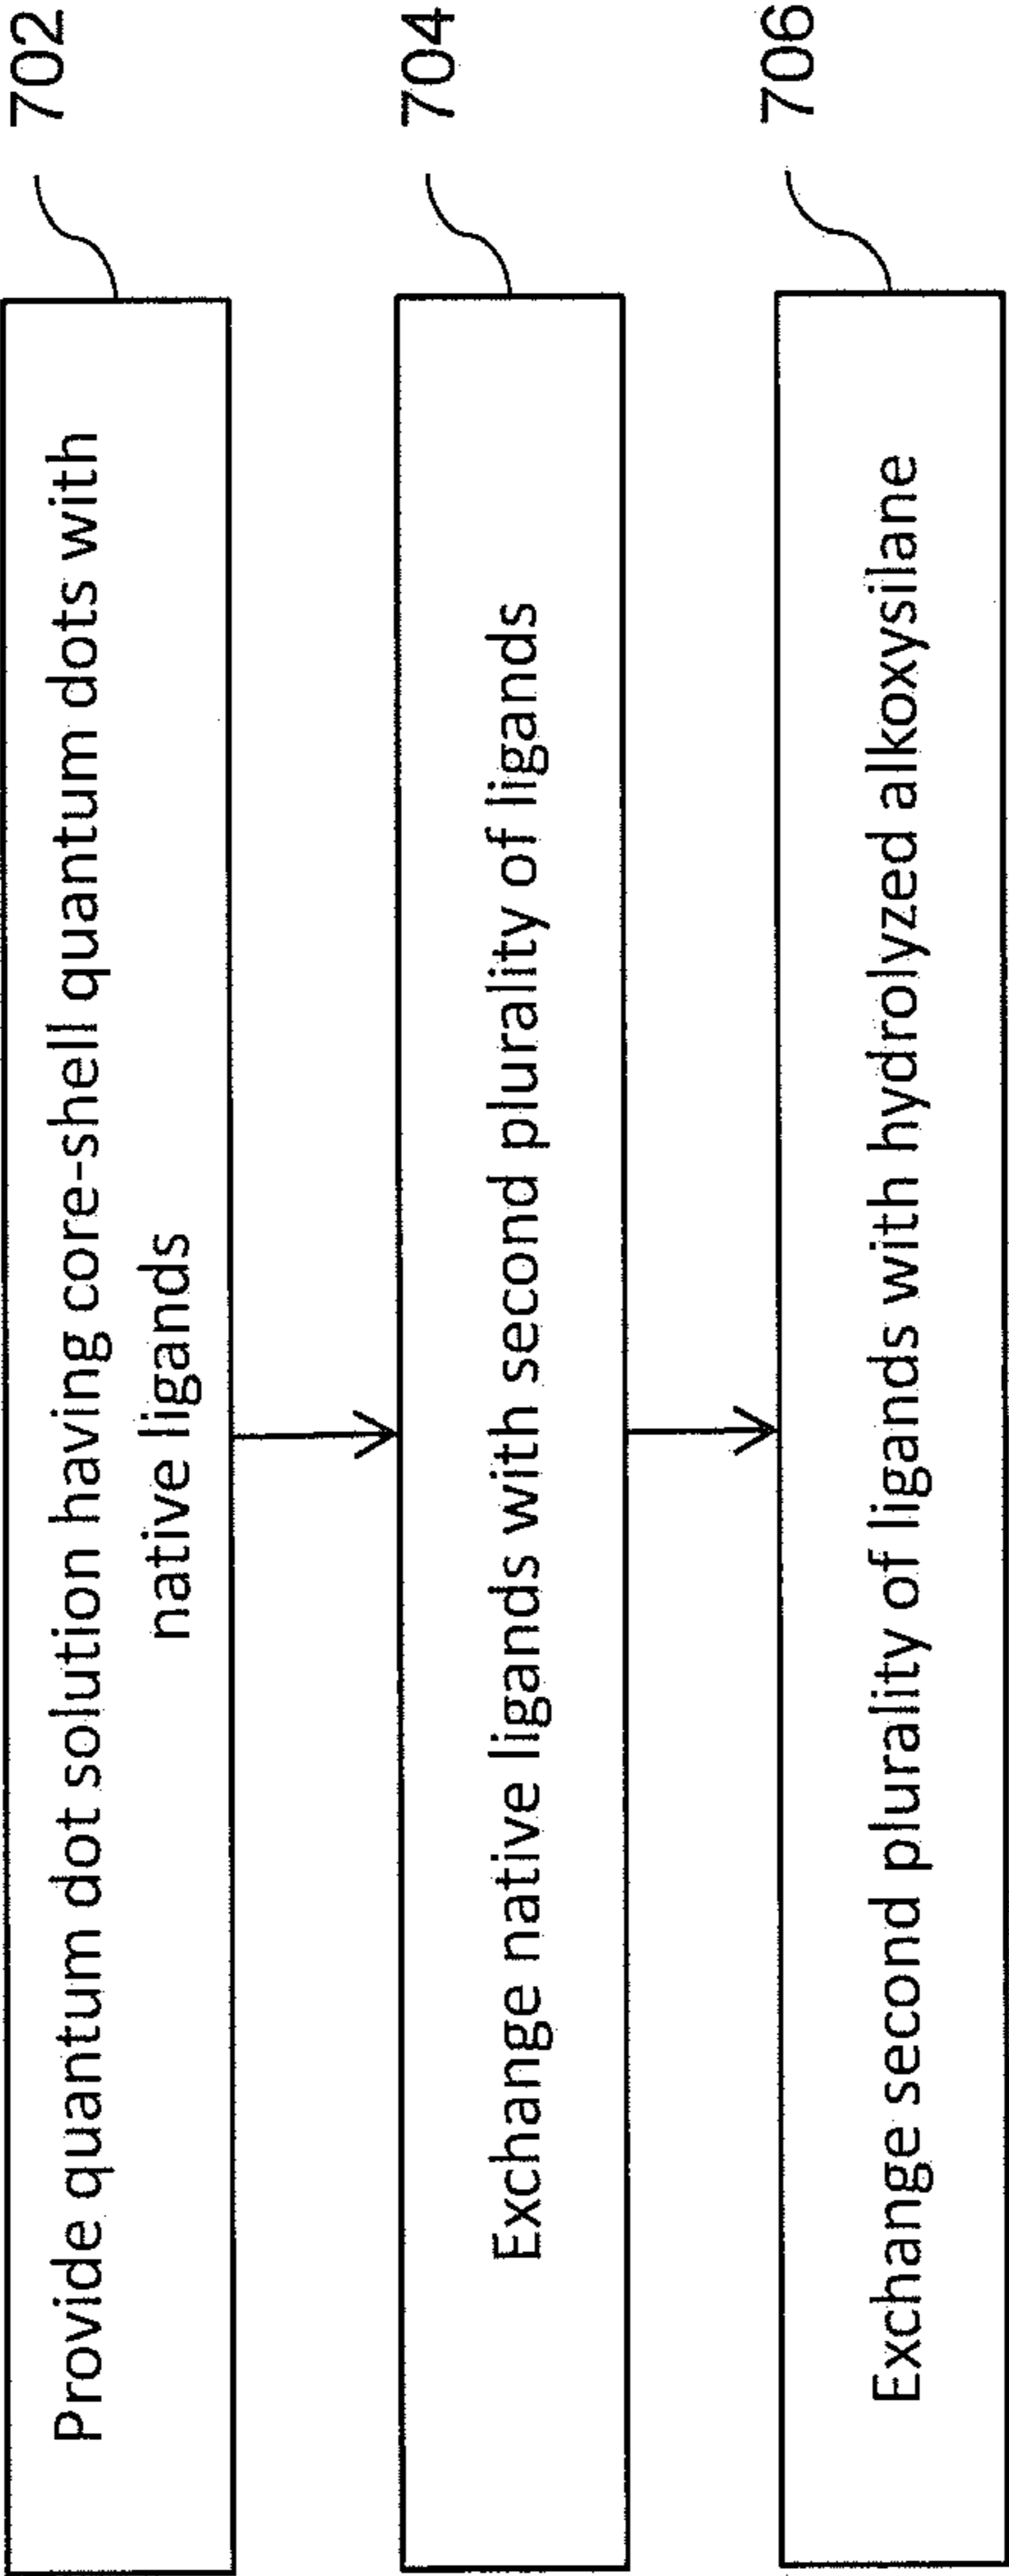 Provide quantum dot solution having core-shell quantum dots with
native ligands
702
Exchange native ligands with second plurality of ligands
704
Exchange second plurality of ligands with hydrolyzed alkoxysilane
706